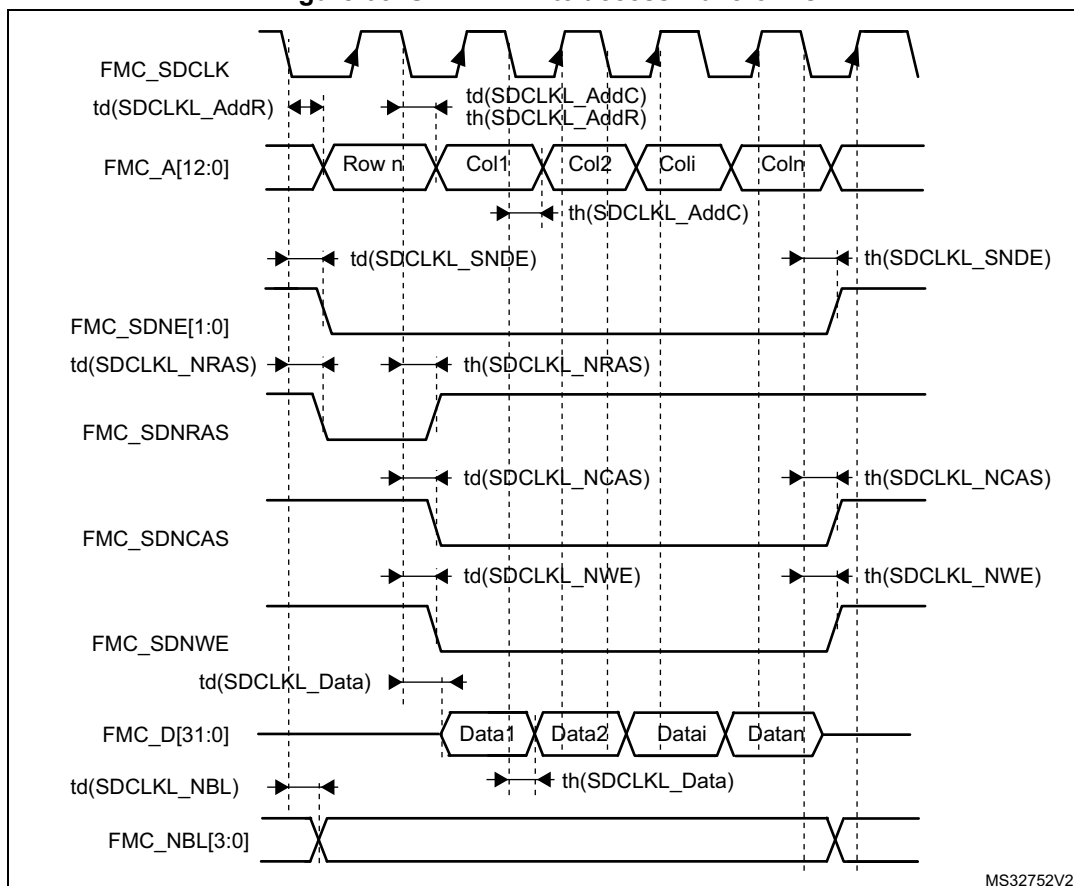 FMC_SDCLK
td(SDCLKL_AddR)
td(SDCLKL_AddC)
th(SDCLKL_AddR)
FMC_A[12:0]
Row n
Col1
Col2
Coli
Coln
th(SDCLKL_AddC)
td(SDCLKL_SNDE)
th(SDCLKL_SNDE)
FMC_SDNE[1:0]
td(SDCLKL_NRAS)
th(SDCLKL_NRAS)
FMC_SDNRAS
td(SDCLKL_NCAS)
th(SDCLKL_NCAS)
FMC_SDNCAS
td(SDCLKL_NWE)
th(SDCLKL_NWE)
FMC_SDNWE
td(SDCLKL_Data)
FMC_D[31:0]
Data1
Data2
Datai
Datan
th(SDCLKL_Data)
td(SDCLKL_NBL)
FMC_NBL[3:0]
MS32752V2